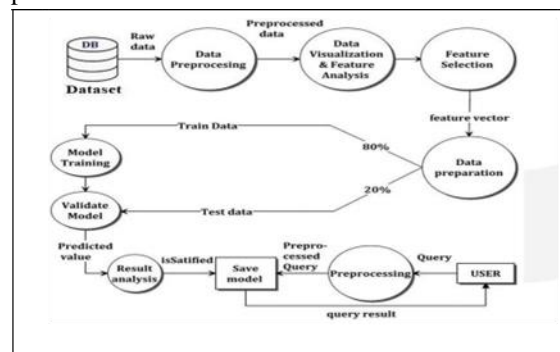 DB
Dataset
Raw
data
Data
Preprocesing
Preprocessed
data
Data
Visualization
& Feature
Analysis
Feature
Selection
feature vector
Data
preparation
80%
Train Data
20%
Test data
Model
Training
Validate
Model
Predicted
value
Result
analysis
isSatified
Save
model
Prepro-
cessed
Query
Preprocessing
Query
USER
query result